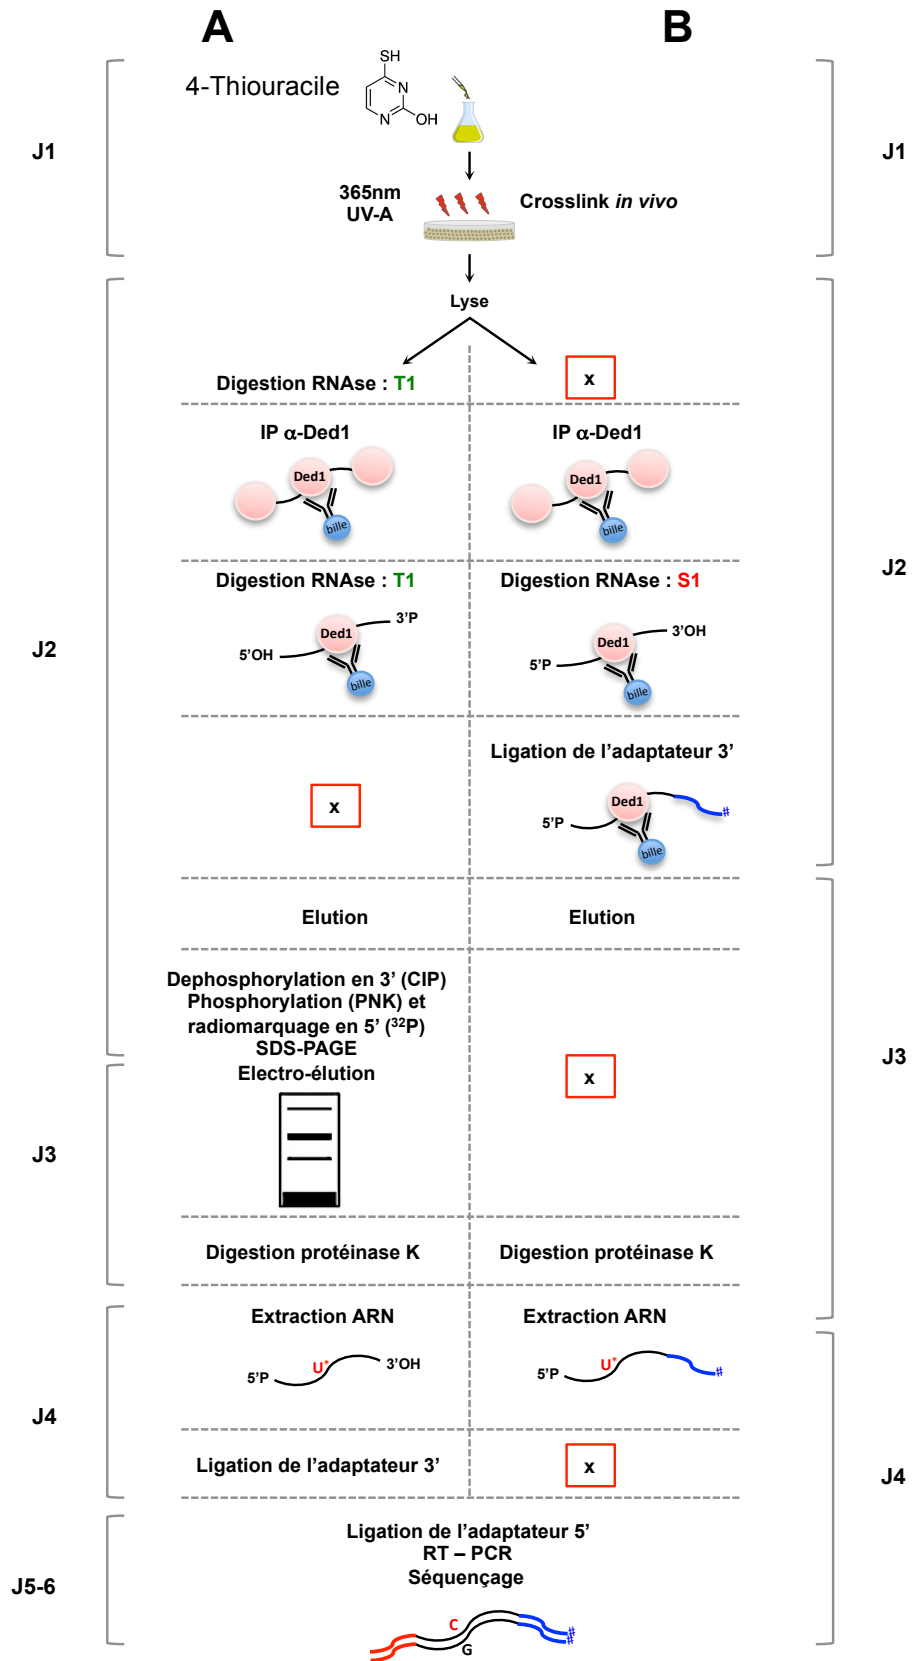 A
B
4-Thiouracile
SH
N
N
OH
J1
J1
365nm
UV-A
Crosslink in vivo
Lyse
Digestion RNAse : T1
x
IP α-Ded1
IP α-Ded1
Ded1
bille
Ded1
bille
J2
J2
Digestion RNAse : T1
Digestion RNAse : S1
5'OH
Ded1
3'P
bille
5'P
Ded1
3'OH
bille
x
Ligation de l'adaptateur 3'
5'P
Ded1
#
bille
Elution
Elution
Dephosphorylation en 3' (CIP)
Phosphorylation (PNK) et
radiomarquage en 5' (³²P)
SDS-PAGE
Electro-élution
x
J3
J3
Digestion protéinase K
Digestion protéinase K
Extraction ARN
Extraction ARN
5'P
U*
3'OH
5'P
U*
#
J4
J4
Ligation de l'adaptateur 3'
x
Ligation de l'adaptateur 5'
RT – PCR
Séquençage
J5-6
C
G
#
#